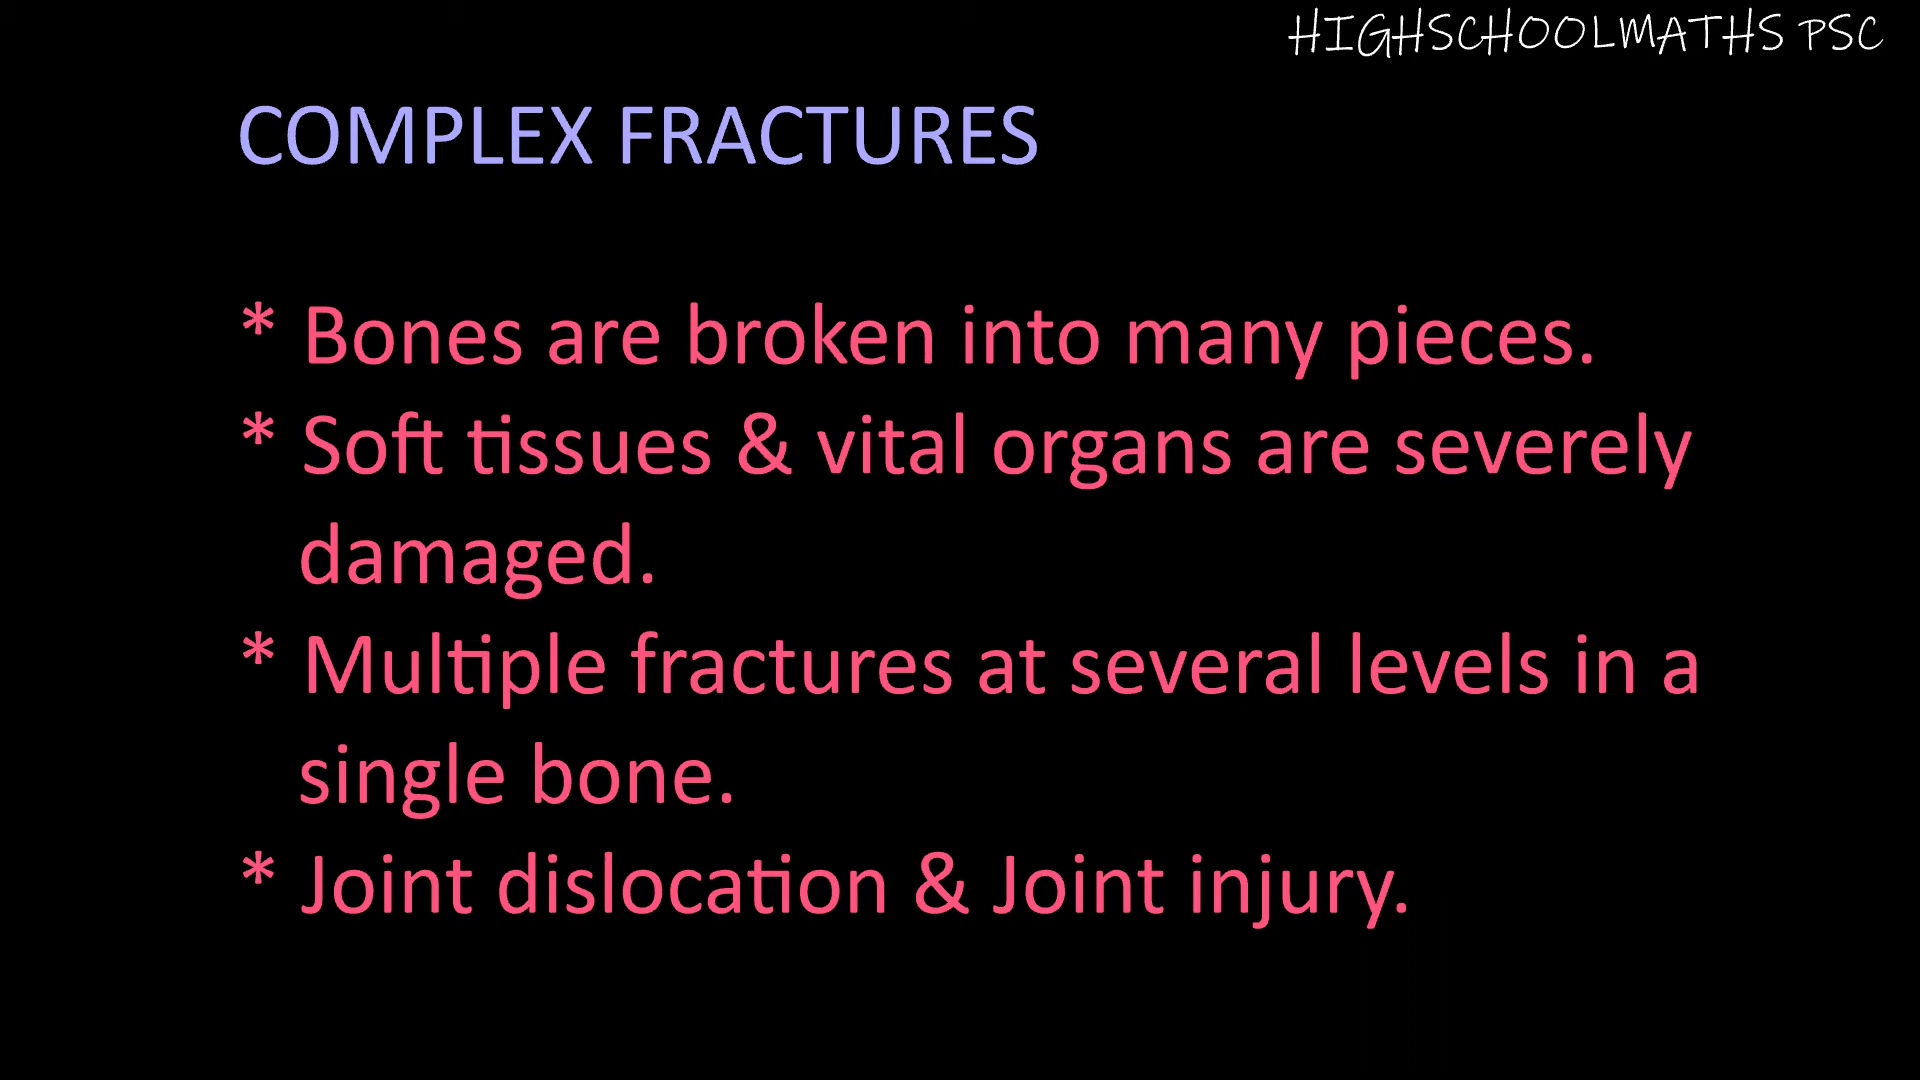 HIGHSCHOOLMATHS PSC
COMPLEX FRACTURES
* Bones are broken into many pieces.
* Soft tissues & vital organs are severely
damaged.
* Multiple fractures at several levels in a
single bone.
* Joint dislocation & Joint injury.